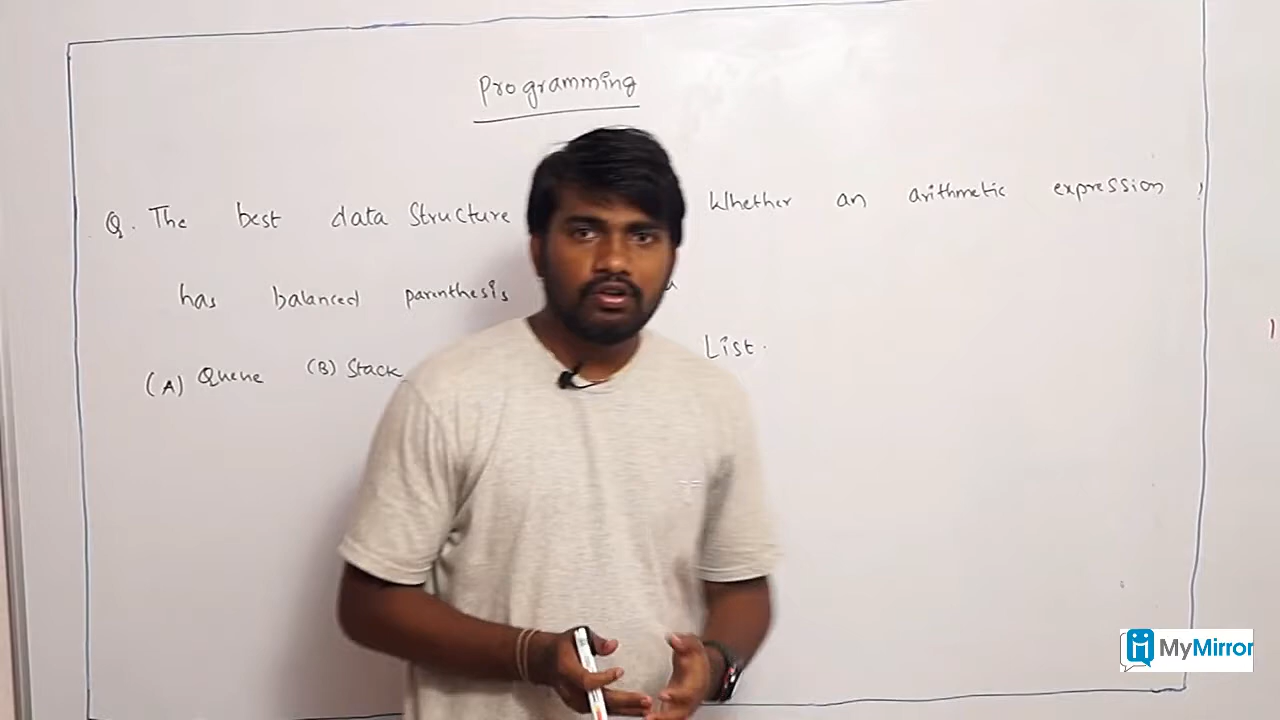 Programming
Q. The best data Structure Whether an arithmetic expression
has balanced parenthesis
(A) Queue (B) Stack List.
MyMirror